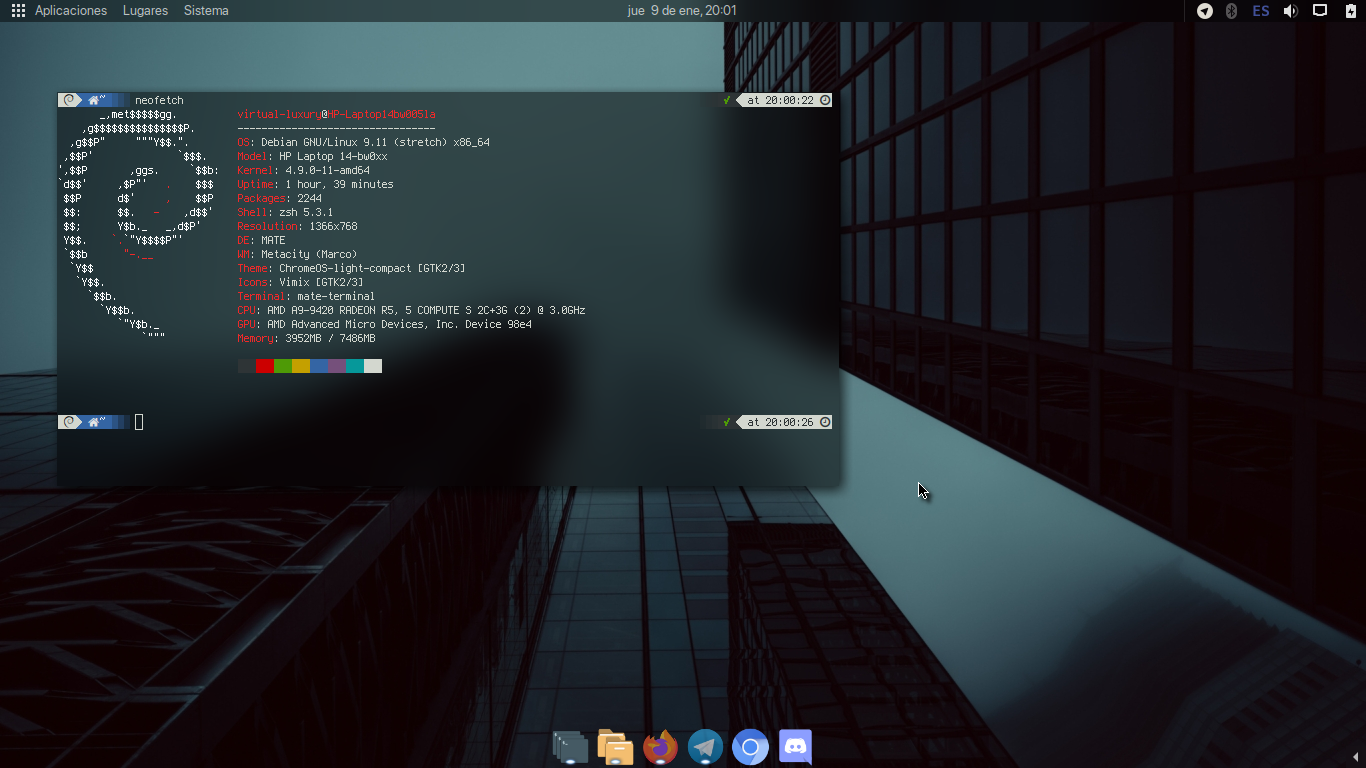 Aplicaciones Lugares Sistema jue 9 de ene, 20:01 ES
~ neofetch ✓ at 20:00:22
virtual-luxury@HP-Laptop14bw005la
---------------------------------
OS: Debian GNU/Linux 9.11 (stretch) x86_64
Model: HP Laptop 14-bw0xx
Kernel: 4.9.0-11-amd64
Uptime: 1 hour, 39 minutes
Packages: 2244
Shell: zsh 5.3.1
Resolution: 1366x768
DE: MATE
WM: Metacity (Marco)
Theme: ChromeOS-light-compact [GTK2/3]
Icons: Vimix [GTK2/3]
Terminal: mate-terminal
CPU: AMD A9-9420 RADEON R5, 5 COMPUTE S 2C+3G (2) @ 3.0GHz
GPU: AMD Advanced Micro Devices, Inc. Device 98e4
Memory: 3952MB / 7486MB
~ ✓ at 20:00:26